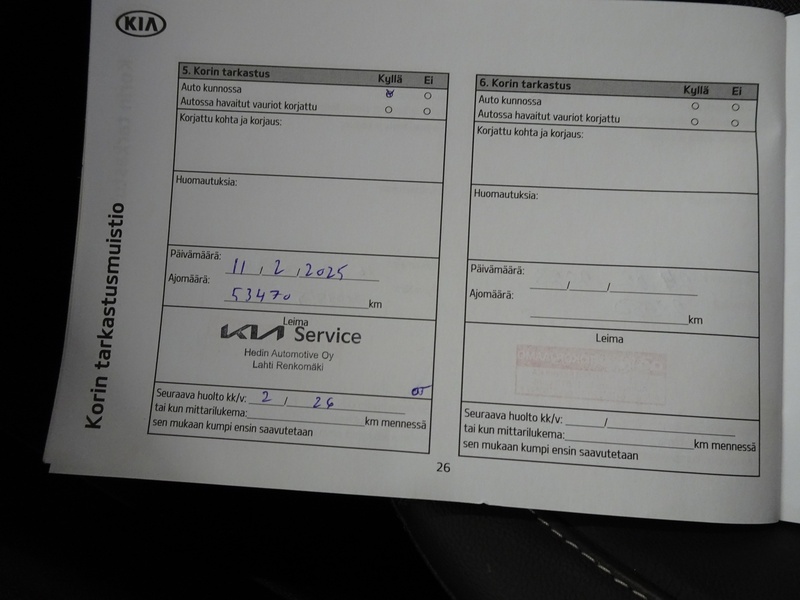 KIA
Korin tarkastusmuistio
5. Korin tarkastus
Kyllä Ei
Auto kunnossa
Autossa havaitut vauriot korjattu
Korjattu kohta ja korjaus:
Huomautuksia:
Päivämäärä: 11 / 2 / 2025
Ajomäärä: 53470 km
Leima
KIA Service
Hedin Automotive Oy
Lahti Renkomäki
Seuraava huolto kk/v: 2 / 26
tai kun mittarilukema: km mennessä
sen mukaan kumpi ensin saavutetaan
6. Korin tarkastus
Kyllä Ei
Auto kunnossa
Autossa havaitut vauriot korjattu
Korjattu kohta ja korjaus:
Huomautuksia:
Päivämäärä: / /
Ajomäärä: km
Leima
Seuraava huolto kk/v: /
tai kun mittarilukema: km mennessä
sen mukaan kumpi ensin saavutetaan
26